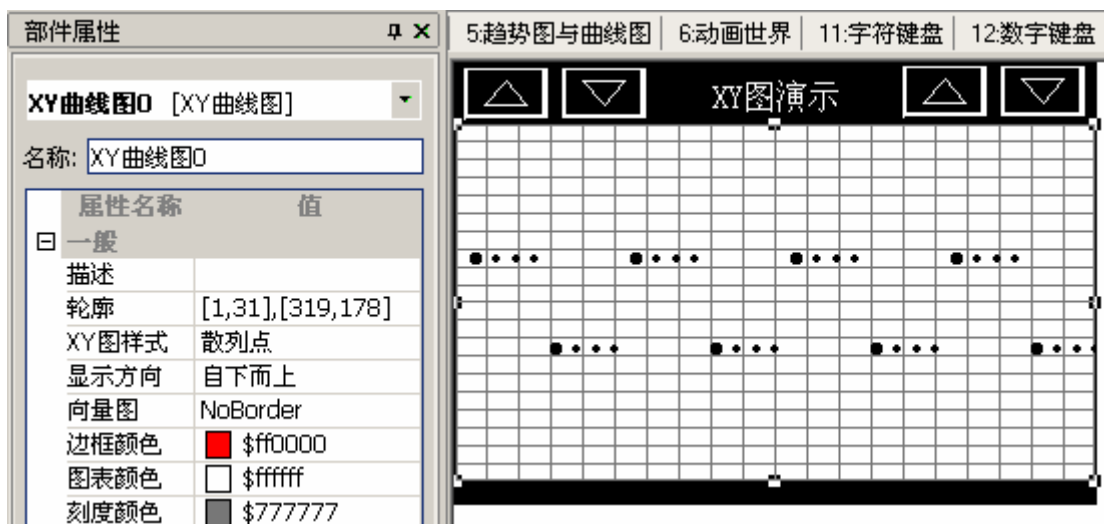 部件属性
5:趋势图与曲线图 6:动画世界 11:字符键盘 12:数字键盘
XY曲线图0 [XY曲线图]
XY图演示
名称: XY曲线图0
属性名称 值
一般
描述
轮廓 [1,31],[319,178]
XY图样式 散列点
显示方向 自下而上
向量图 NoBorder
边框颜色 $ff0000
图表颜色 $ffffff
刻度颜色 $777777